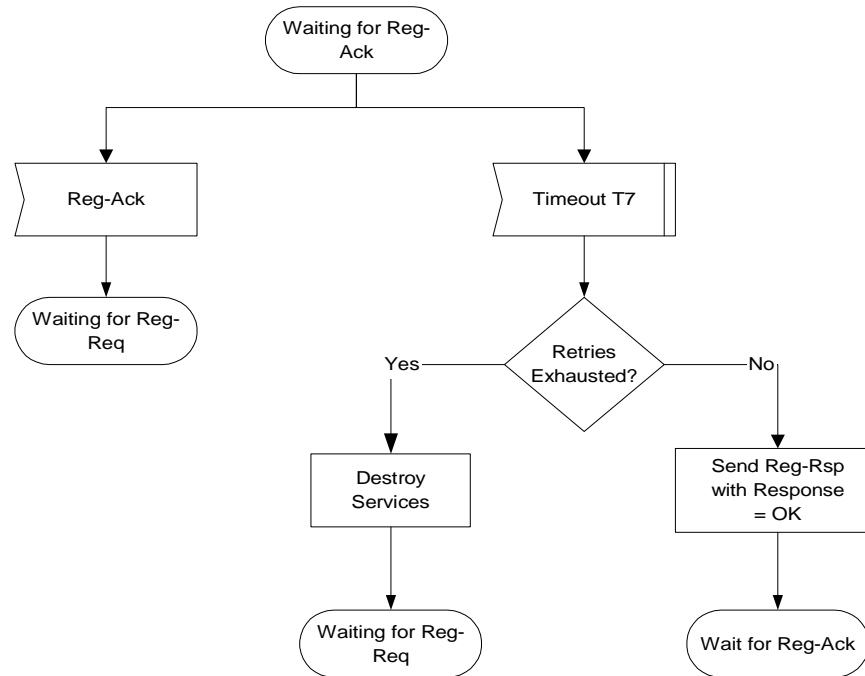 Waiting for Reg-
Ack
Reg-Ack
Timeout T7
Waiting for Reg-
Req
Retries
Exhausted?
Yes
No
Destroy
Services
Send Reg-Rsp
with Response
= OK
Waiting for Reg-
Req
Wait for Reg-Ack